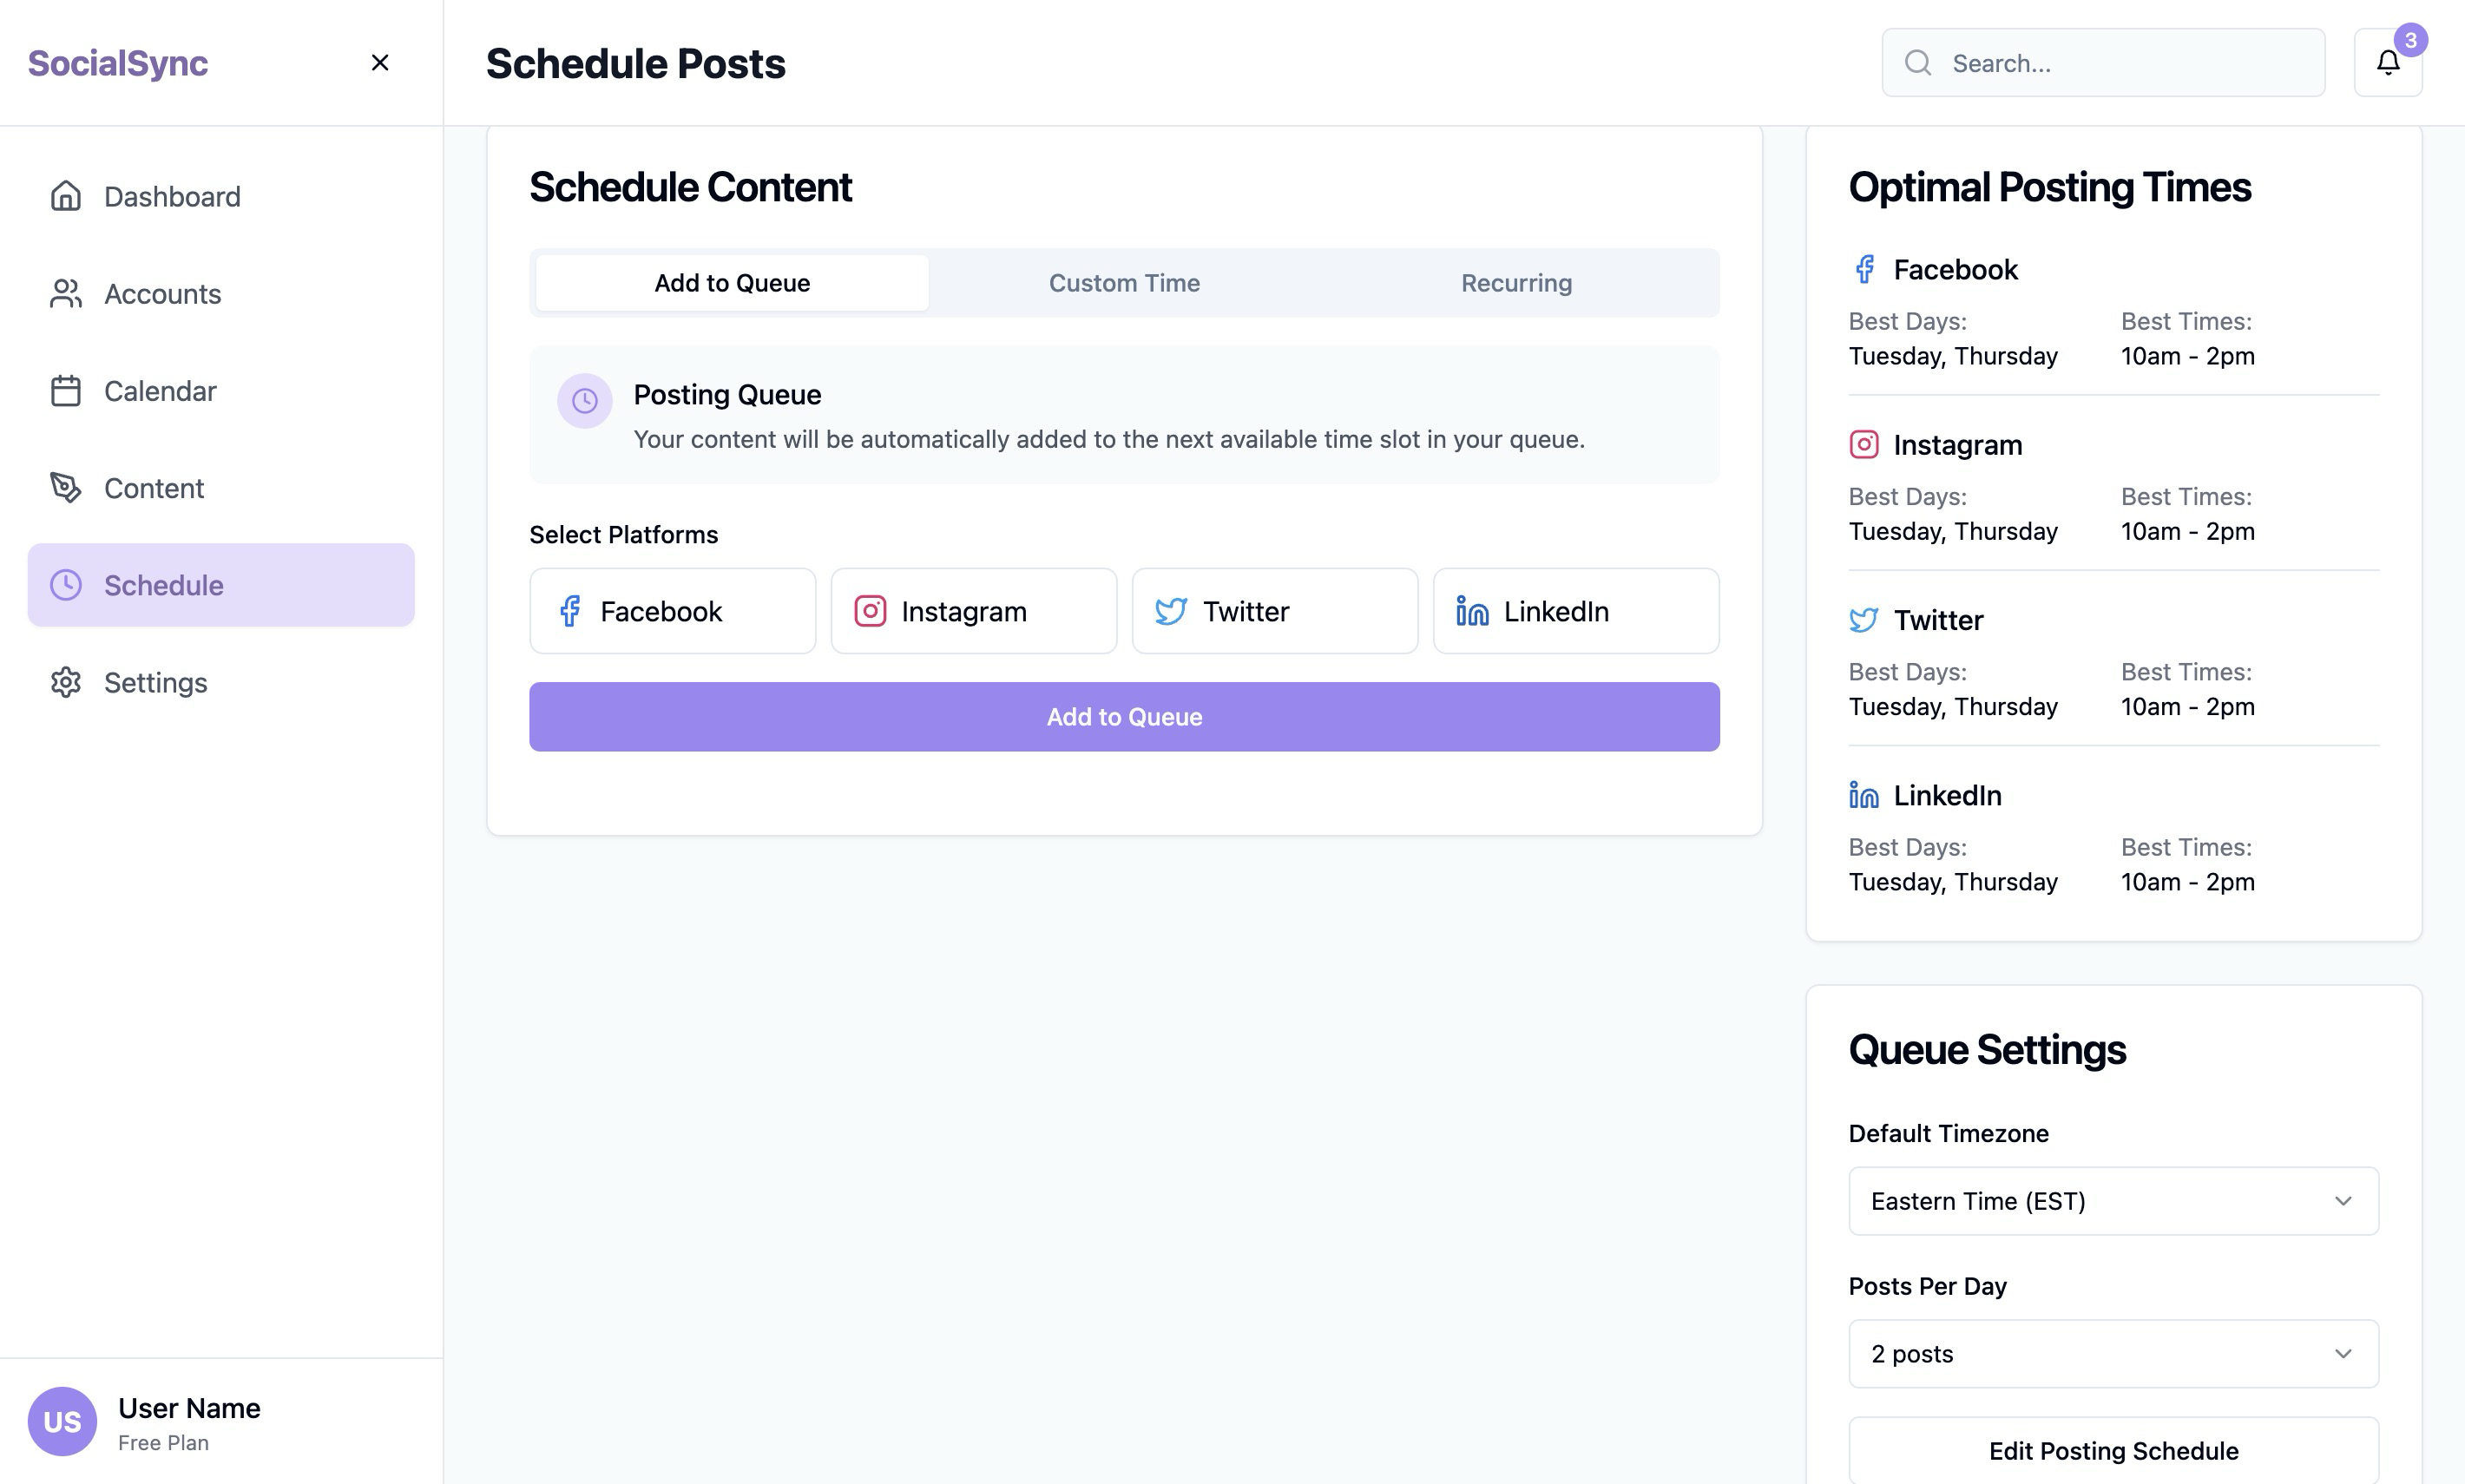 SocialSync
Schedule Posts
Search...
3
Dashboard
Accounts
Calendar
Content
Schedule
Settings
Schedule Content
Add to Queue
Custom Time
Recurring
Posting Queue
Your content will be automatically added to the next available time slot in your queue.
Select Platforms
Facebook
Instagram
Twitter
LinkedIn
Add to Queue
Optimal Posting Times
Facebook
Best Days:
Best Times:
Tuesday, Thursday
10am - 2pm
Instagram
Best Days:
Best Times:
Tuesday, Thursday
10am - 2pm
Twitter
Best Days:
Best Times:
Tuesday, Thursday
10am - 2pm
LinkedIn
Best Days:
Best Times:
Tuesday, Thursday
10am - 2pm
Queue Settings
Default Timezone
Eastern Time (EST)
Posts Per Day
2 posts
Edit Posting Schedule
US
User Name
Free Plan